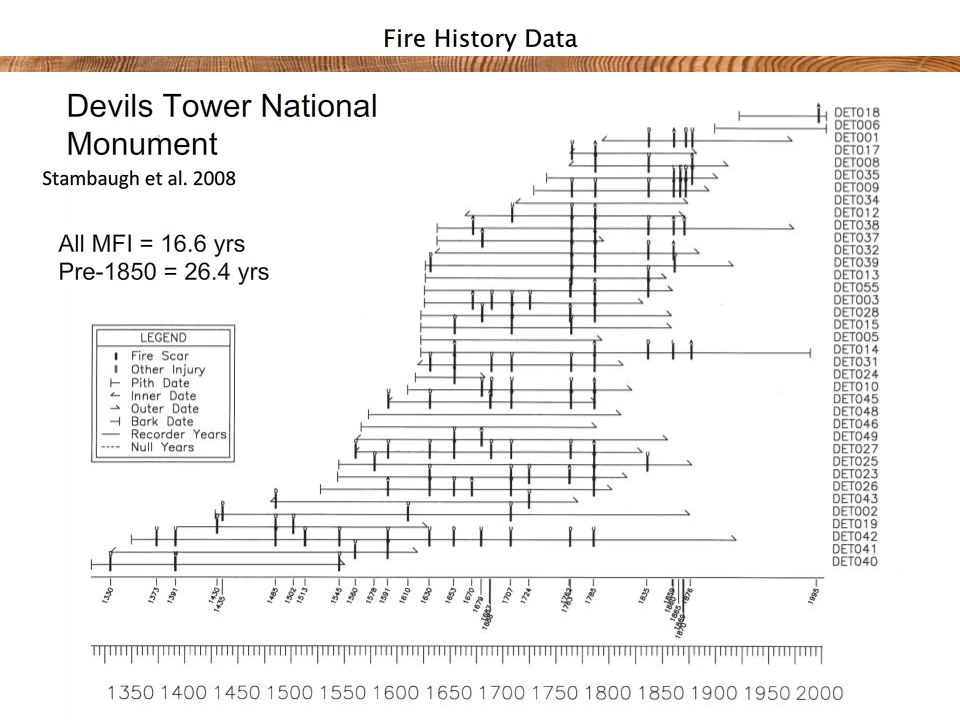 Fire History Data
Devils Tower National
Monument
Stambaugh et al. 2008
All MFI = 16.6 yrs
Pre-1850 = 26.4 yrs
LEGEND
Fire Scar
Other Injury
Pith Date
Inner Date
Outer Date
Bark Date
Recorder Years
Null Years
DET018
DET006
DET001
DET017
DET008
DET035
DET009
DET034
DET012
DET038
DET037
DET032
DET039
DET013
DET055
DET003
DET028
DET015
DET005
DET014
DET031
DET024
DET010
DET045
DET048
DET046
DET049
DET027
DET025
DET023
DET026
DET043
DET002
DET019
DET042
DET041
DET040
1330 1373 1391 1430 1435 1485 1502 1513 1545 1560 1578 1591 1610 1630 1653 1670 1679 1707 1724 1785 1835 1870 1878 1998
1350 1400 1450 1500 1550 1600 1650 1700 1750 1800 1850 1900 1950 2000